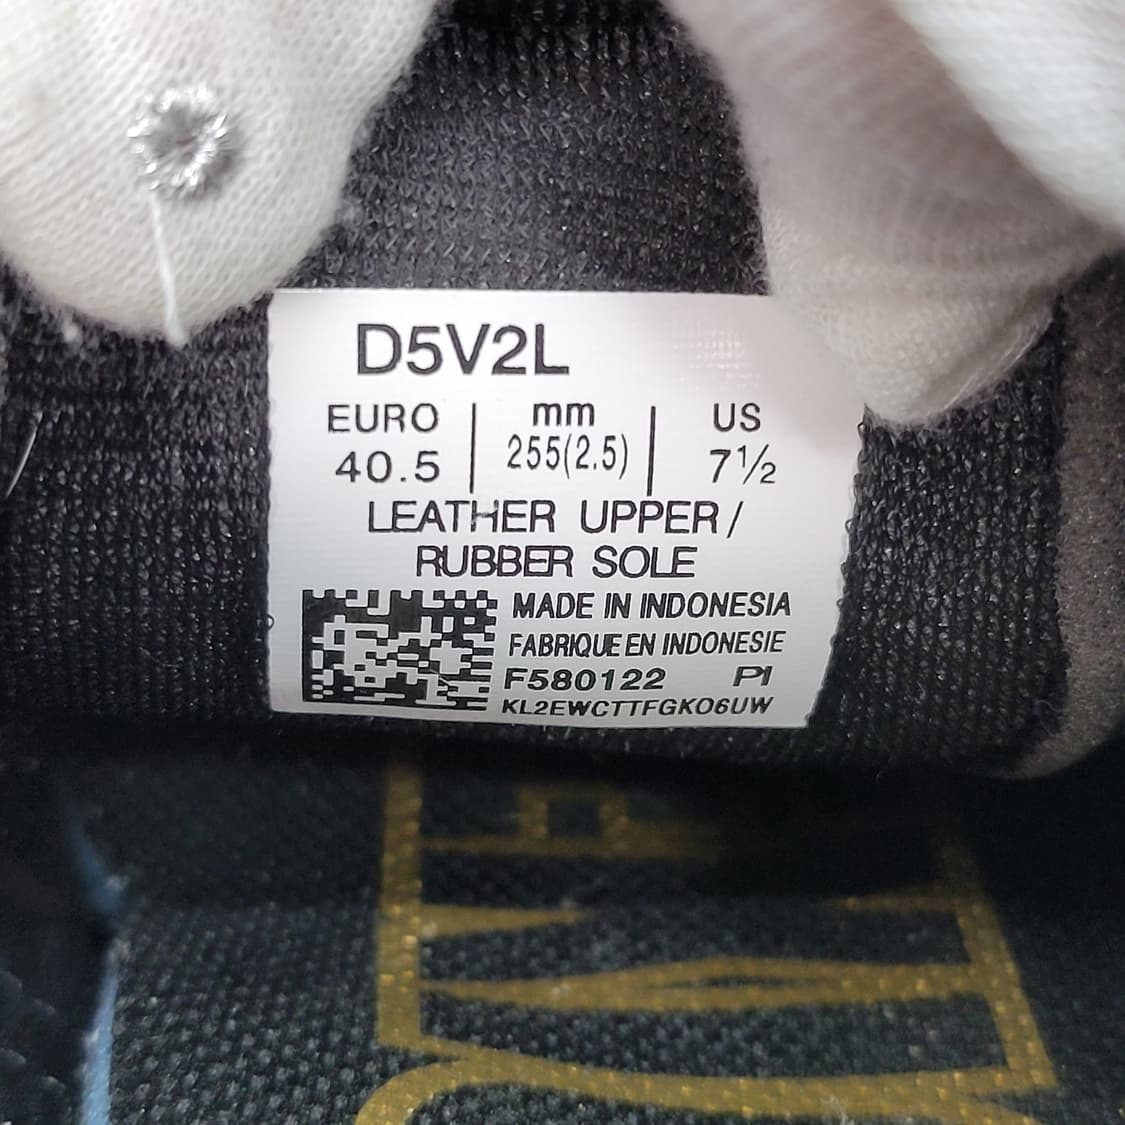 D5V2L
EURO | mm | US
40.5 | 255(2.5) | 7½
LEATHER UPPER /
RUBBER SOLE
MADE IN INDONESIA
FABRIQUE EN INDONESIE
F580122 P1
KL2EWCTTFGKO6UW